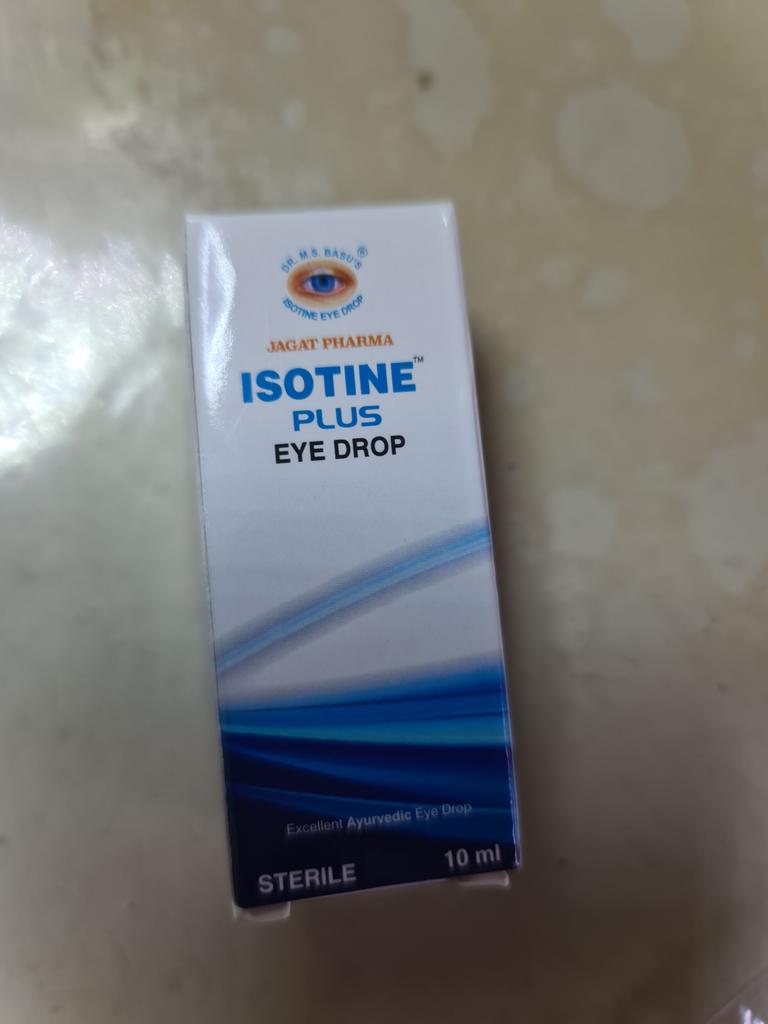 DR. M.S. BASU'S ®
ISOTINE EYE DROP
JAGAT PHARMA
ISOTINE™
PLUS
EYE DROP
Excellent Ayurvedic Eye Drop
STERILE 10 ml